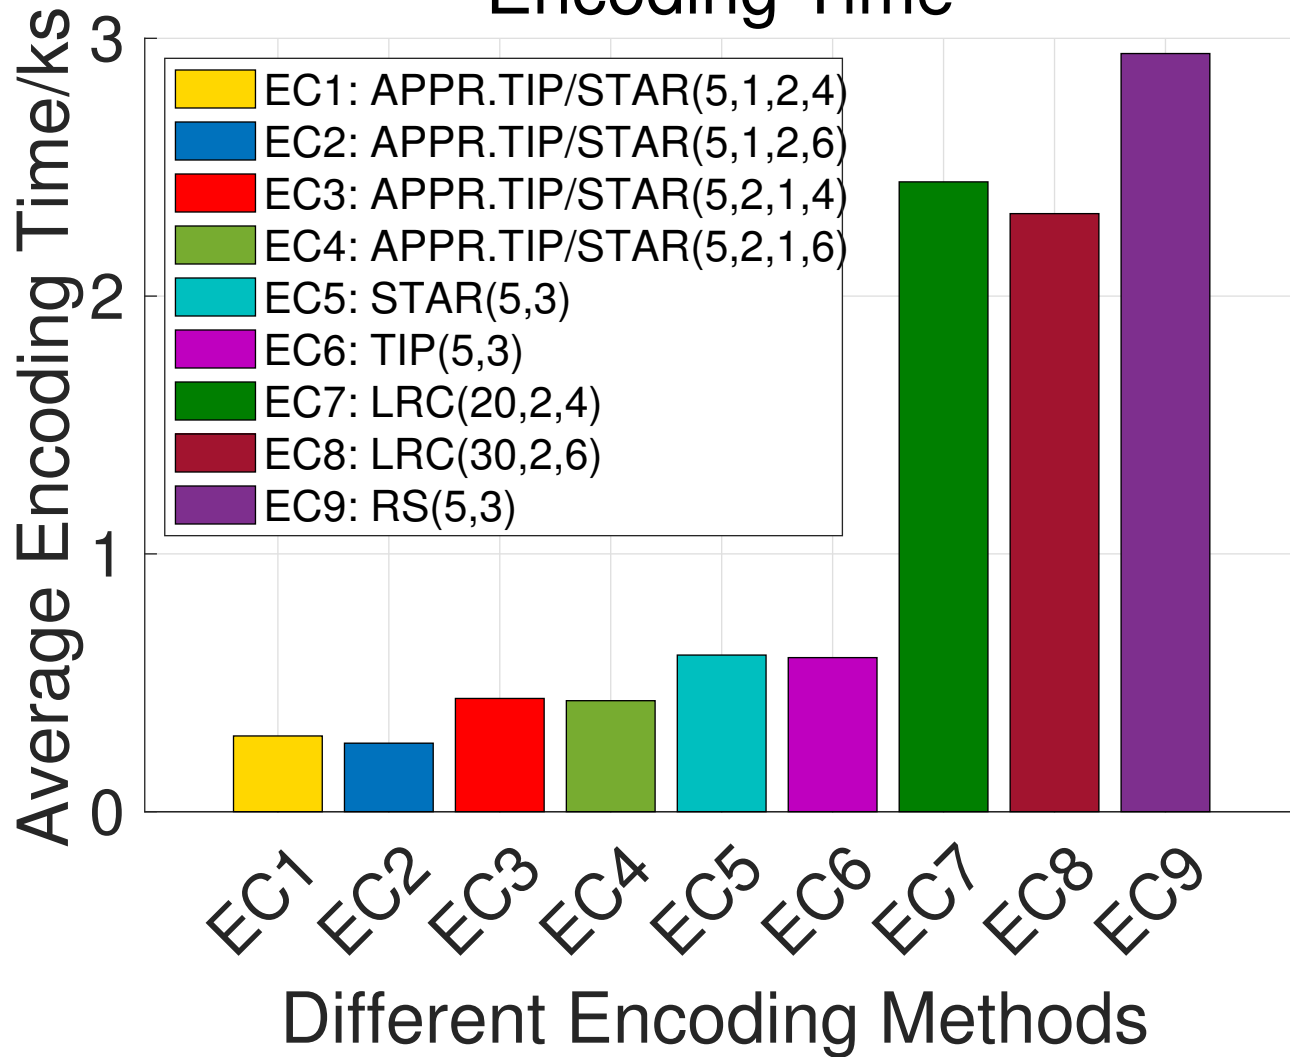 Encoding Time
Average Encoding Time/ks
3
2
1
0
EC1: APPR.TIP/STAR(5,1,2,4)
EC2: APPR.TIP/STAR(5,1,2,6)
EC3: APPR.TIP/STAR(5,2,1,4)
EC4: APPR.TIP/STAR(5,2,1,6)
EC5: STAR(5,3)
EC6: TIP(5,3)
EC7: LRC(20,2,4)
EC8: LRC(30,2,6)
EC9: RS(5,3)
EC1 EC2 EC3 EC4 EC5 EC6 EC7 EC8 EC9
Different Encoding Methods